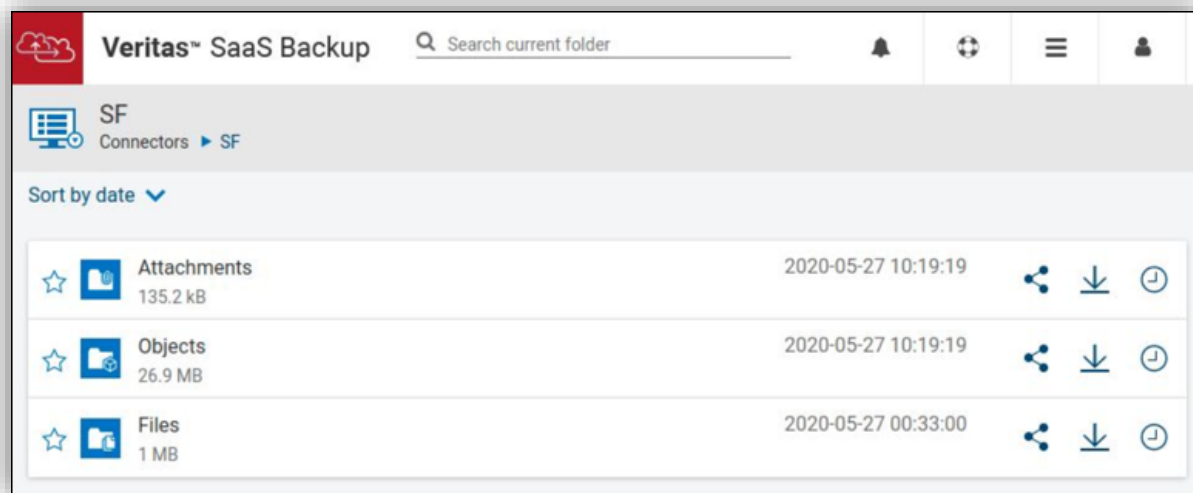 Veritas™ SaaS Backup
Search current folder
SF
Connectors ▶ SF
Sort by date
Attachments
2020-05-27 10:19:19
135.2 kB
Objects
2020-05-27 10:19:19
26.9 MB
Files
2020-05-27 00:33:00
1 MB